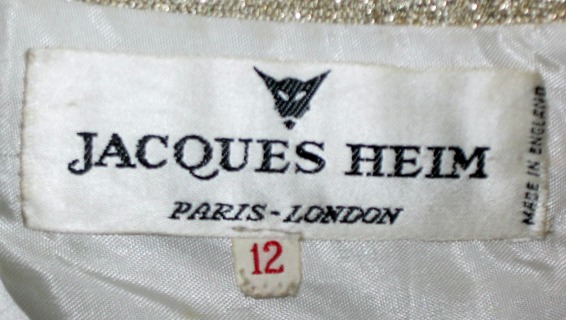 JACQUES HEIM
PARIS-LONDON
MADE IN ENGLAND
12